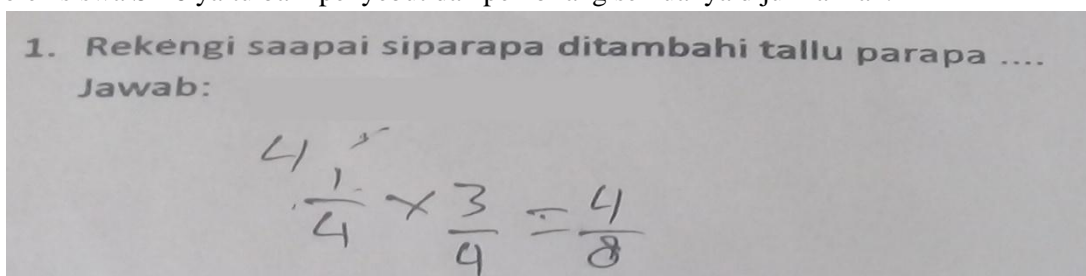 1. Rekengi saapai siparapa ditambahi tallu parapa ....
Jawab:
4
1/4 × 3/4 = 4/8